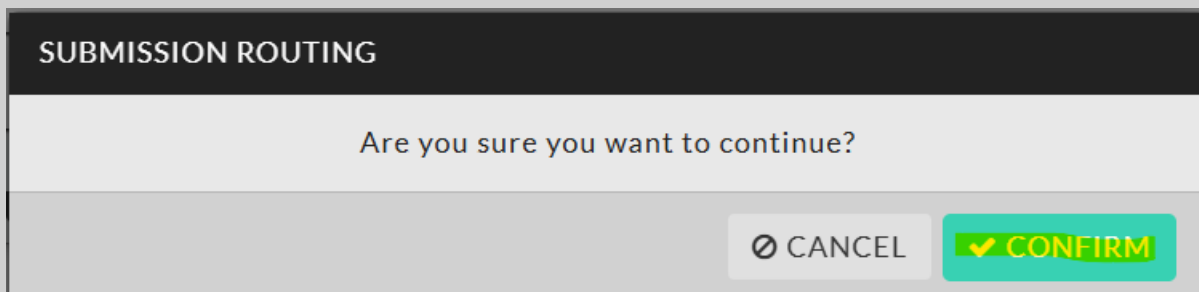 SUBMISSION ROUTING
Are you sure you want to continue?
CANCEL CONFIRM